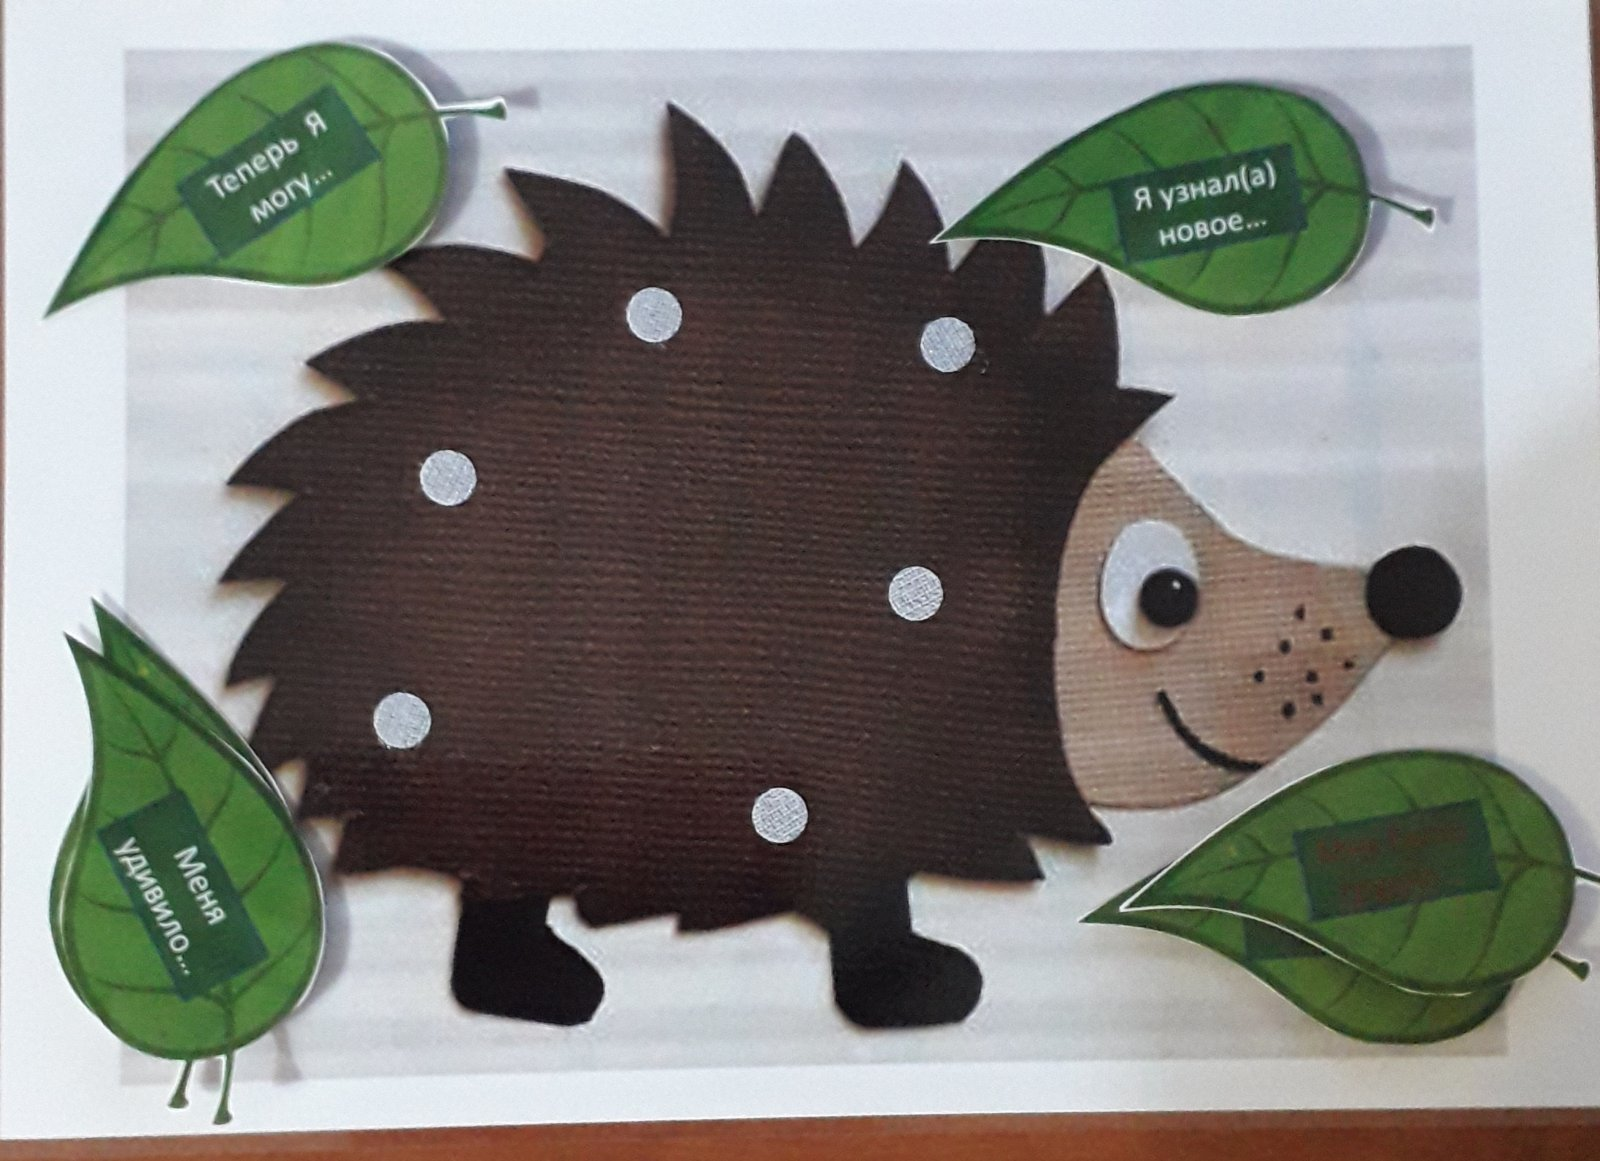 Теперь Я
могу...
Я узнал(а)
новое...
Меня
удивило...